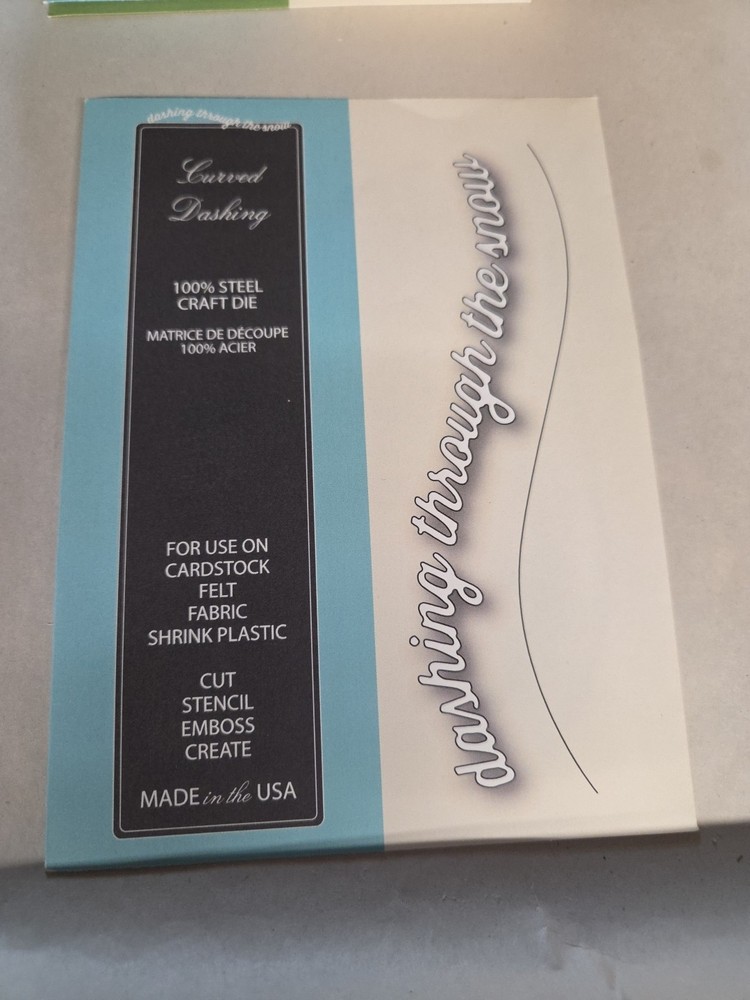 dashing through the snow
Curved
Dashing
100% STEEL
CRAFT DIE
MATRICE DE DÉCOUPE
100% ACIER
FOR USE ON
CARDSTOCK
FELT
FABRIC
SHRINK PLASTIC
CUT
STENCIL
EMBOSS
CREATE
MADE in the USA
dashing through the snow